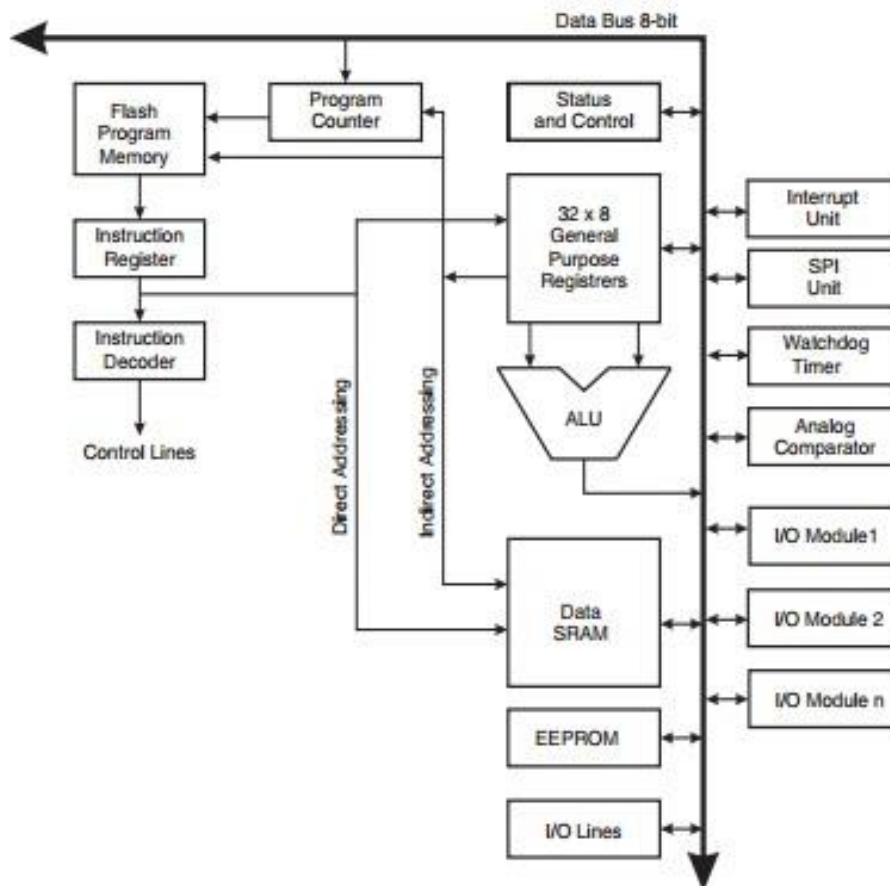 Data Bus 8-bit
Flash
Program
Memory
Program
Counter
Status
and Control
Instruction
Register
32 x 8
General
Purpose
Registrers
Interrupt
Unit
SPI
Unit
Instruction
Decoder
Watchdog
Timer
ALU
Analog
Comparator
Control Lines
Direct Addressing
Indirect Addressing
I/O Module1
Data
SRAM
I/O Module 2
I/O Module n
EEPROM
I/O Lines